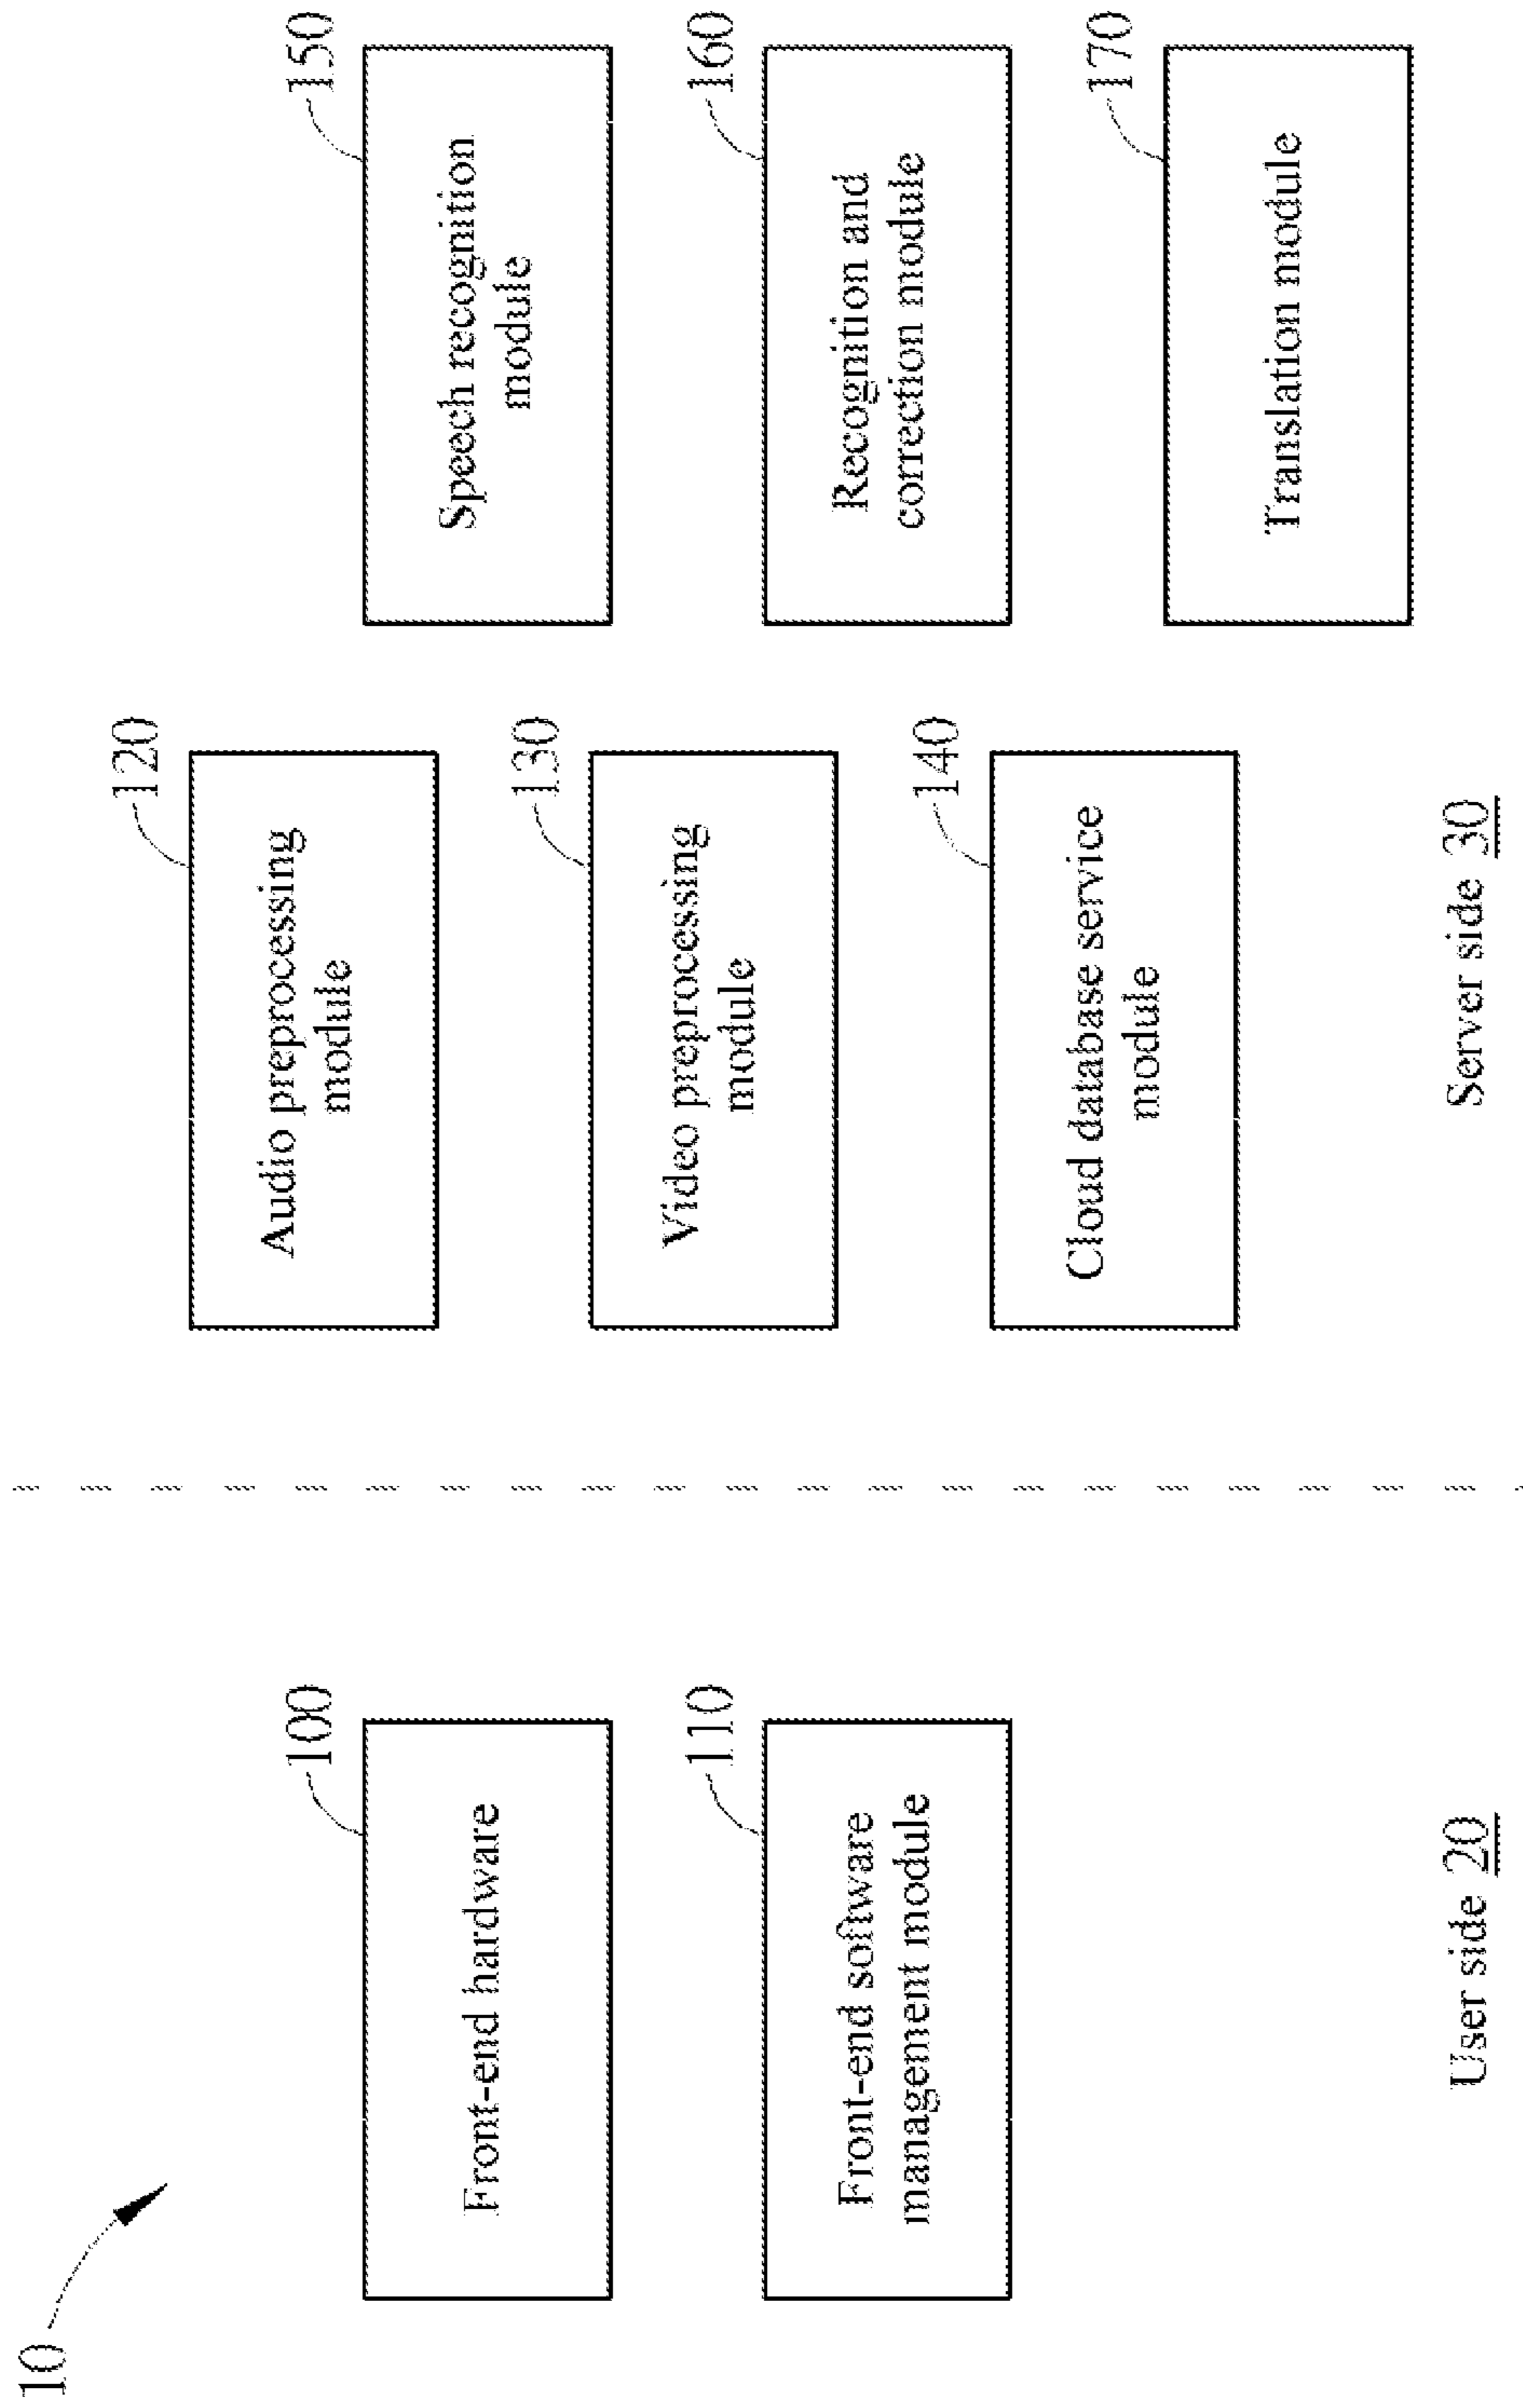 10
100
Front-end hardware
110
Front-end software
management module
User side 20
120
Audio preprocessing
module
130
Video preprocessing
module
140
Cloud database service
module
150
Speech recognition
module
160
Recognition and
correction module
170
Translation module
Server side 30